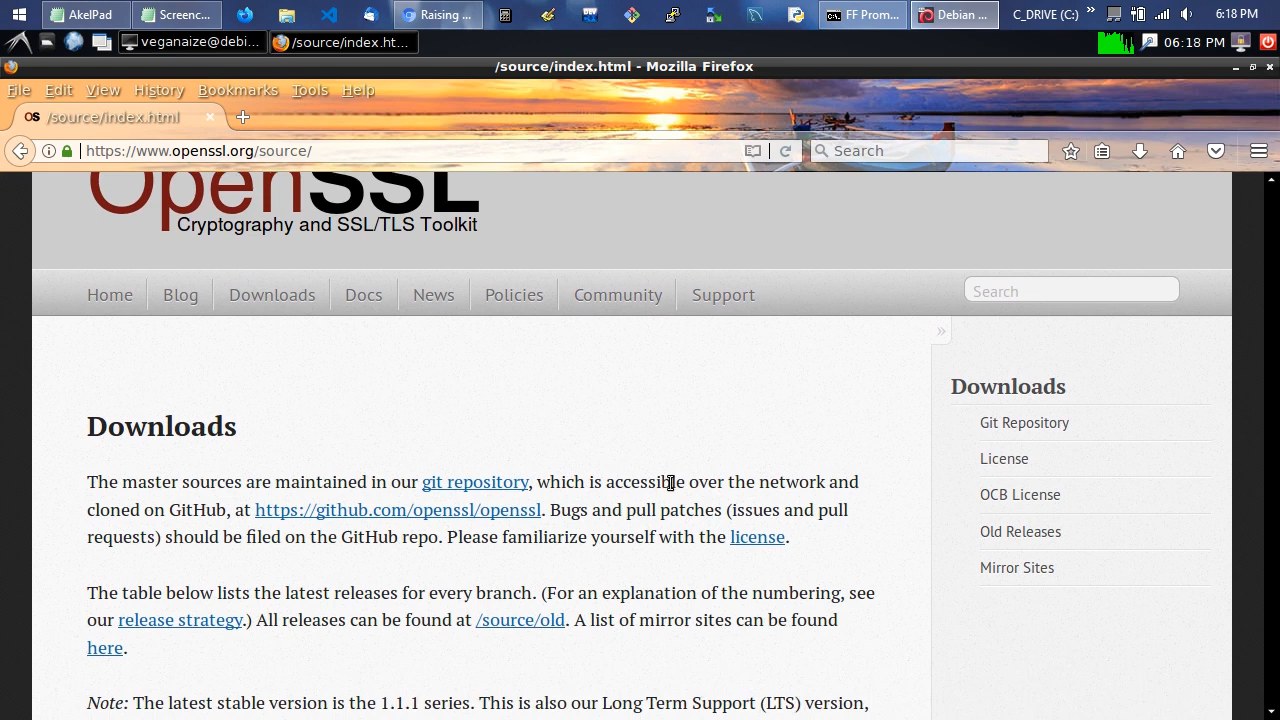 AkelPad
Screenc...
Raising ...
FF Prom...
Debian ...
C_DRIVE (C:)
»
6:18 PM
veganaize@debi...
/source/index.ht...
06:18 PM
/source/index.html - Mozilla Firefox
File Edit View History Bookmarks Tools Help
OS /source/index.html
https://www.openssl.org/source/
Search
OpenSSL
Cryptography and SSL/TLS Toolkit
Home Blog Downloads Docs News Policies Community Support
Search
»
Downloads
The master sources are maintained in our git repository, which is accessible over the network and
cloned on GitHub, at https://github.com/openssl/openssl. Bugs and pull patches (issues and pull
requests) should be filed on the GitHub repo. Please familiarize yourself with the license.
The table below lists the latest releases for every branch. (For an explanation of the numbering, see
our release strategy.) All releases can be found at /source/old. A list of mirror sites can be found
here.
Note: The latest stable version is the 1.1.1 series. This is also our Long Term Support (LTS) version,
Downloads
Git Repository
License
OCB License
Old Releases
Mirror Sites